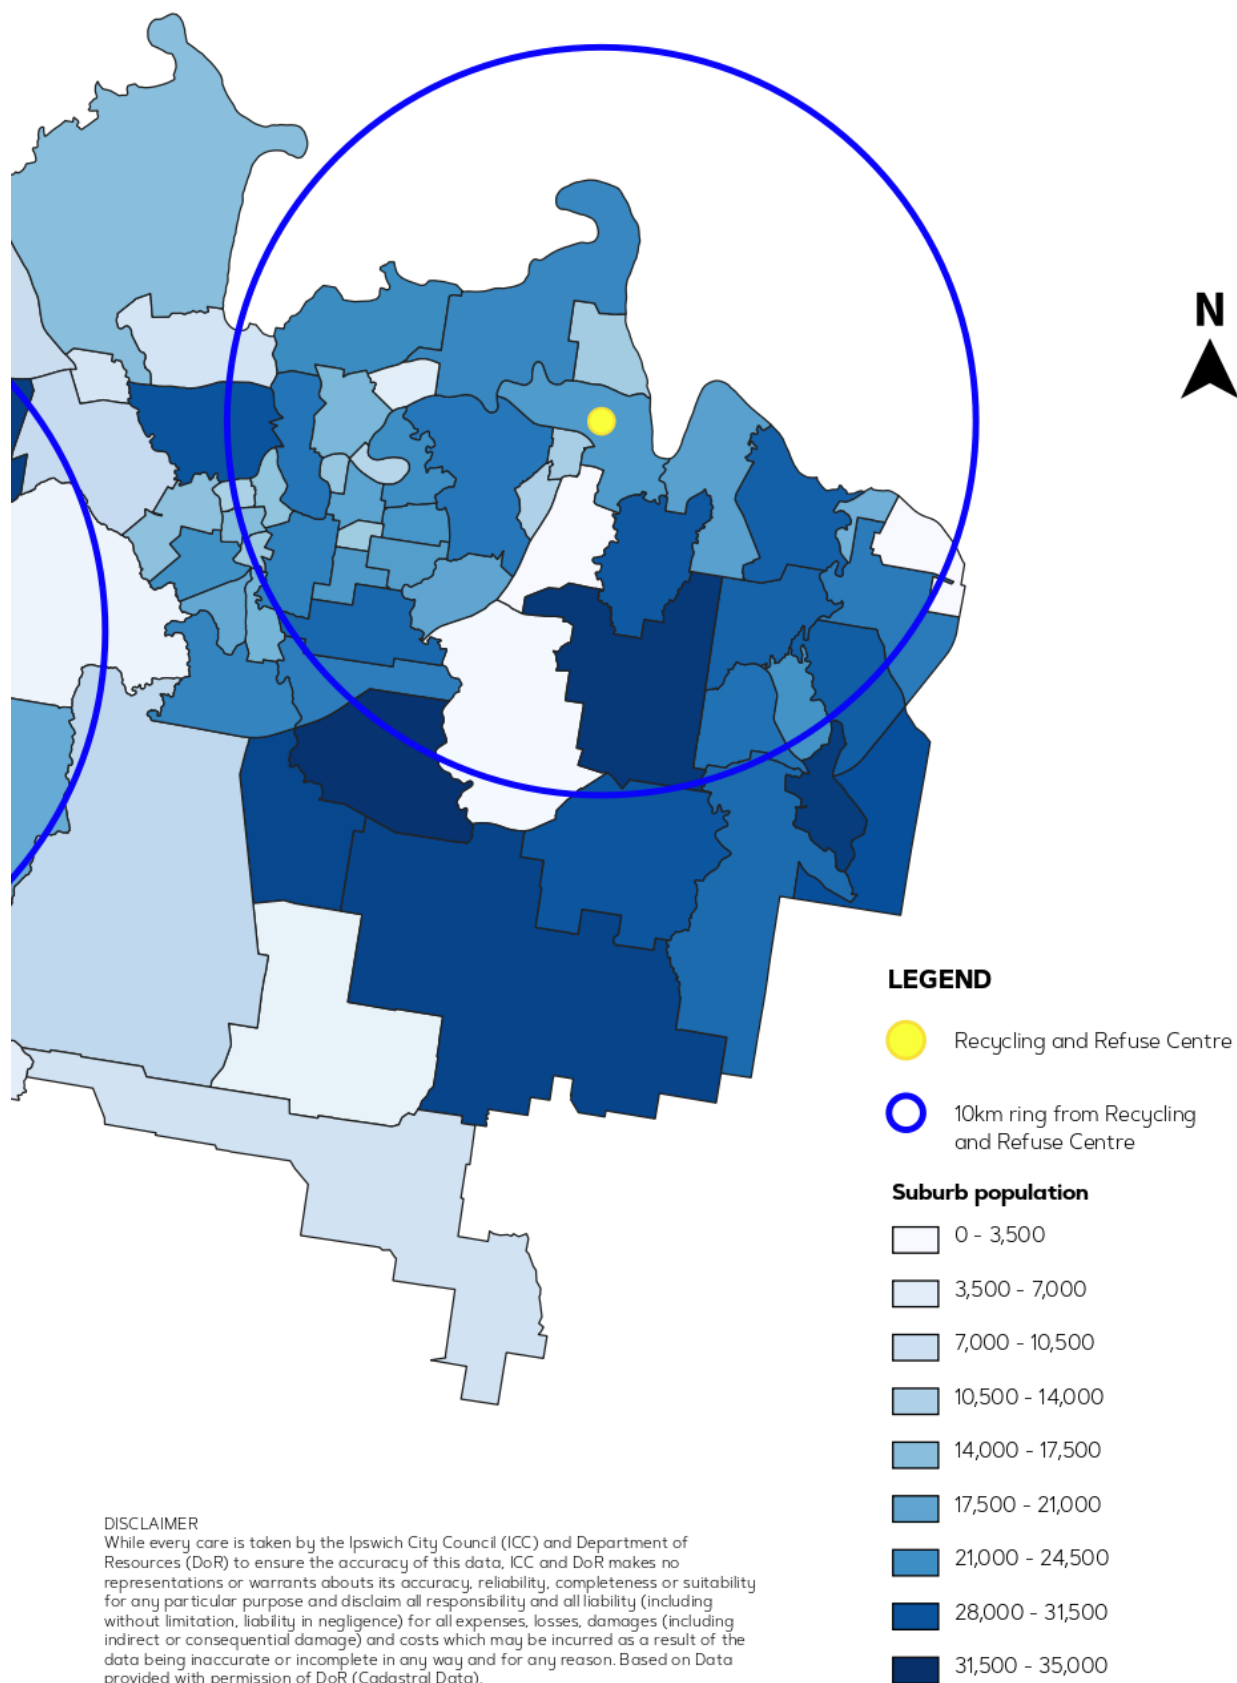 N
LEGEND
Recycling and Refuse Centre
10km ring from Recycling
and Refuse Centre
Suburb population
0 - 3,500
3,500 - 7,000
7,000 - 10,500
10,500 - 14,000
14,000 - 17,500
17,500 - 21,000
21,000 - 24,500
28,000 - 31,500
31,500 - 35,000
DISCLAIMER
While every care is taken by the Ipswich City Council (ICC) and Department of
Resources (DoR) to ensure the accuracy of this data, ICC and DoR makes no
representations or warrants abouts its accuracy, reliability, completeness or suitability
for any particular purpose and disclaim all responsibility and all liability (including
without limitation, liability in negligence) for all expenses, losses, damages (including
indirect or consequential damage) and costs which may be incurred as a result of the
data being inaccurate or incomplete in any way and for any reason. Based on Data
provided with permission of DoR (Cadastral Data).